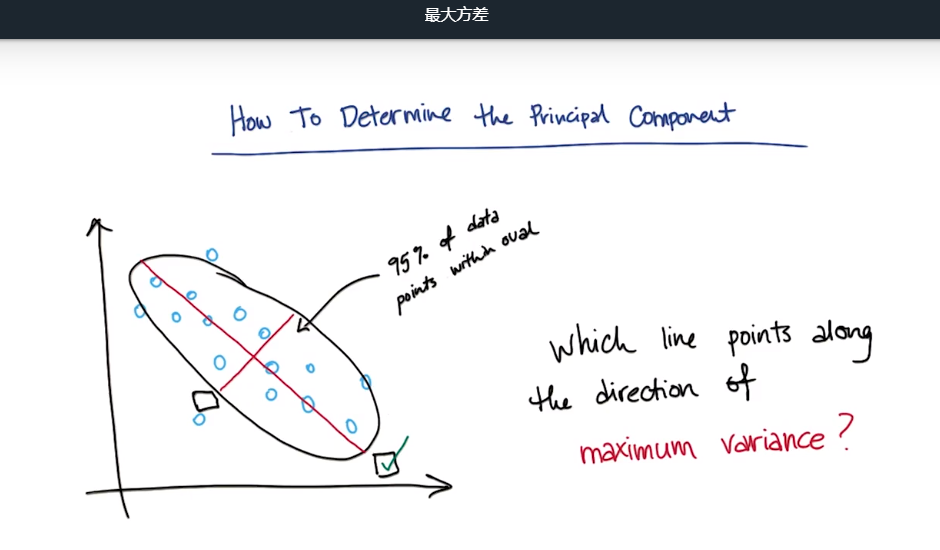 最大方差
How To Determine the Principal Component
95% of data
points within oval
Which line points along
the direction of
maximum variance?